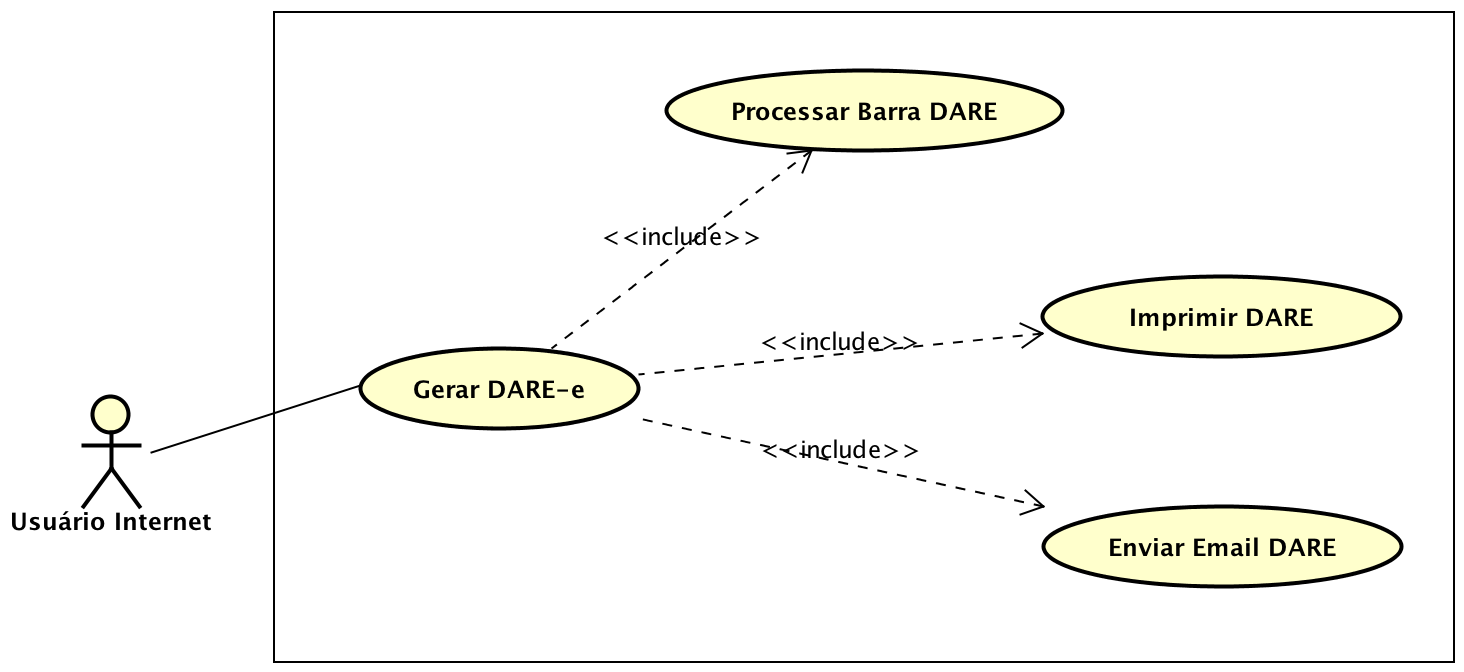 Processar Barra DARE
<<include>>
Imprimir DARE
<<include>>
Gerar DARE-e
<<include>>
Usuário Internet
Enviar Email DARE